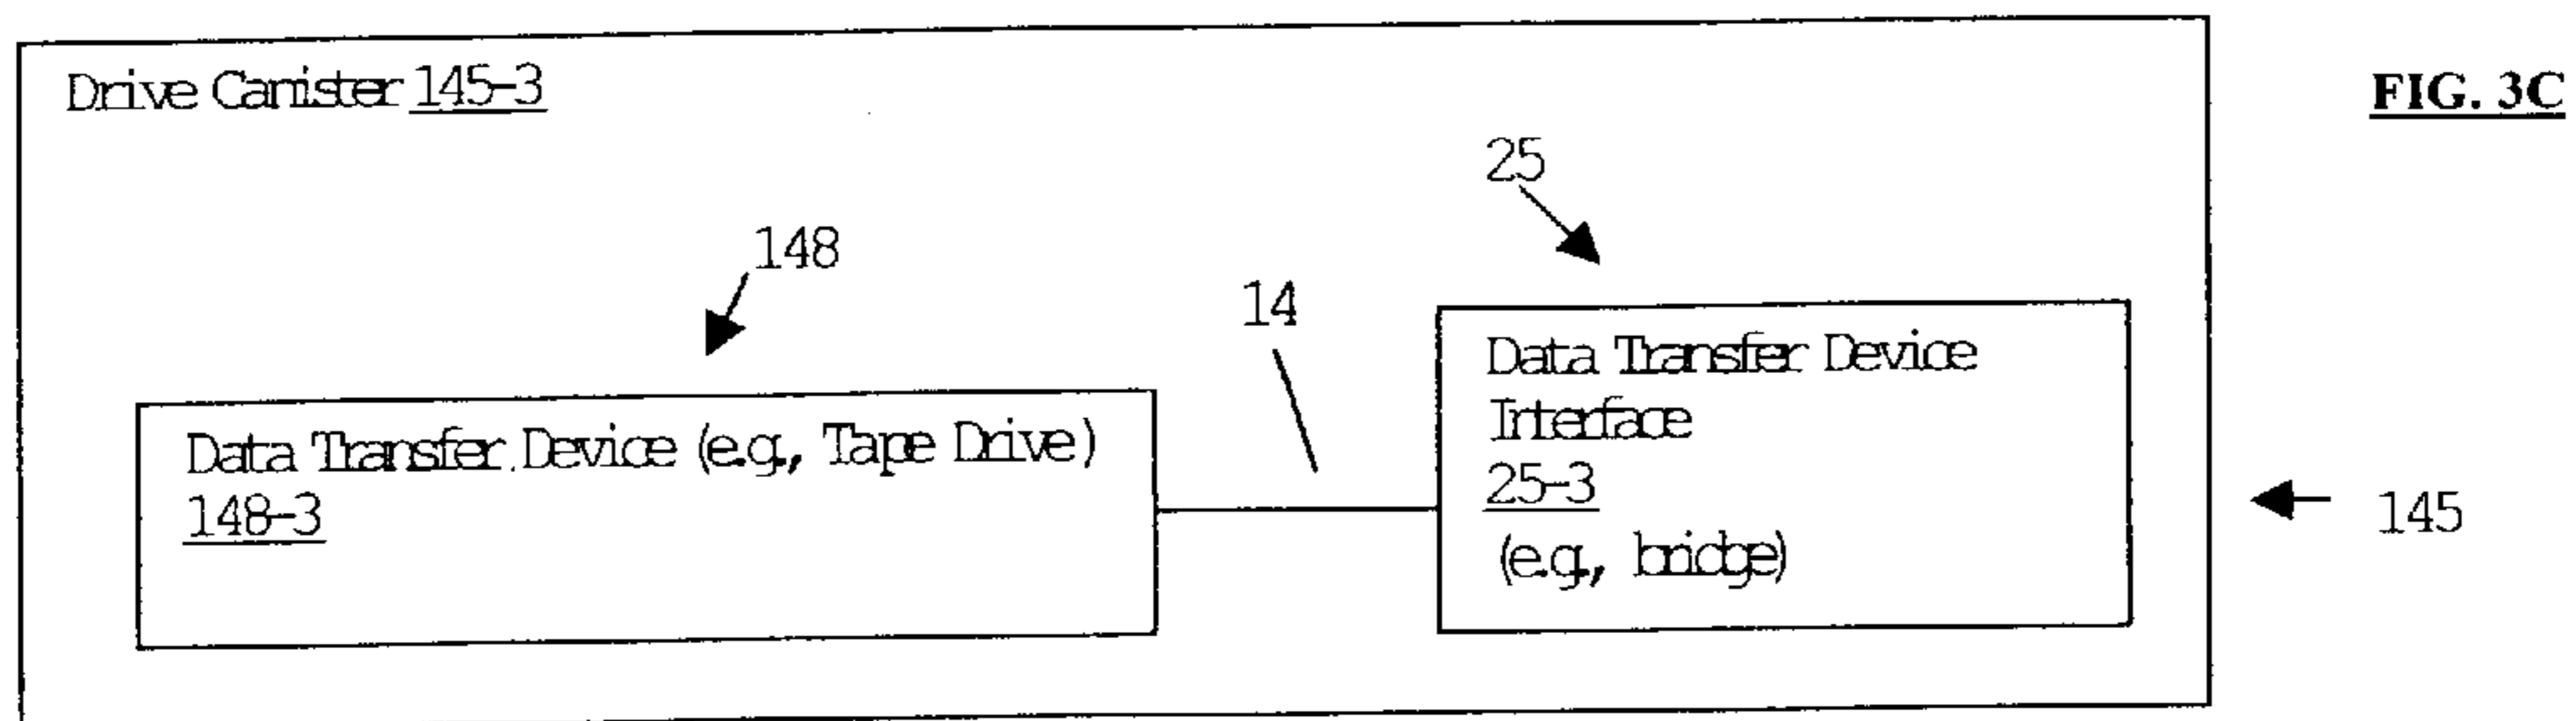 Drive Canister 145-3
FIG. 3C
25
148
14
Data Transfer Device
Interface
25-3
(e.g., bridge)
Data Transfer Device (e.g., Tape Drive)
148-3
145